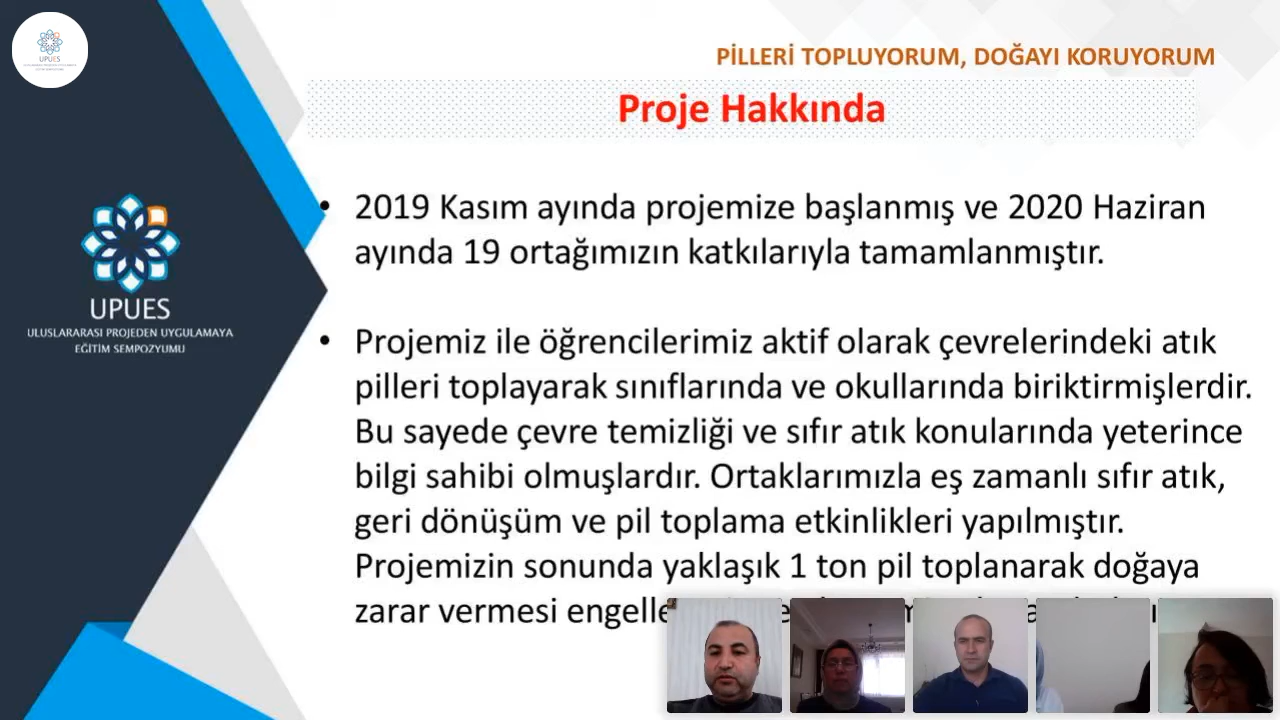 UPUES
PİLLERİ TOPLUYORUM, DOĞAYI KORUYORUM
Proje Hakkında
• 2019 Kasım ayında projemize başlanmış ve 2020 Haziran
ayında 19 ortağımızın katkılarıyla tamamlanmıştır.
• Projemiz ile öğrencilerimiz aktif olarak çevrelerindeki atık
pilleri toplayarak sınıflarında ve okullarında biriktirmişlerdir.
Bu sayede çevre temizliği ve sıfır atık konularında yeterince
bilgi sahibi olmuşlardır. Ortaklarımızla eş zamanlı sıfır atık,
geri dönüşüm ve pil toplama etkinlikleri yapılmıştır.
Projemizin sonunda yaklaşık 1 ton pil toplanarak doğaya
zarar vermesi
UPUES
ULUSLARARASI PROJEDEN UYGULAMAYA
EĞİTİM SEMPOZYUMU